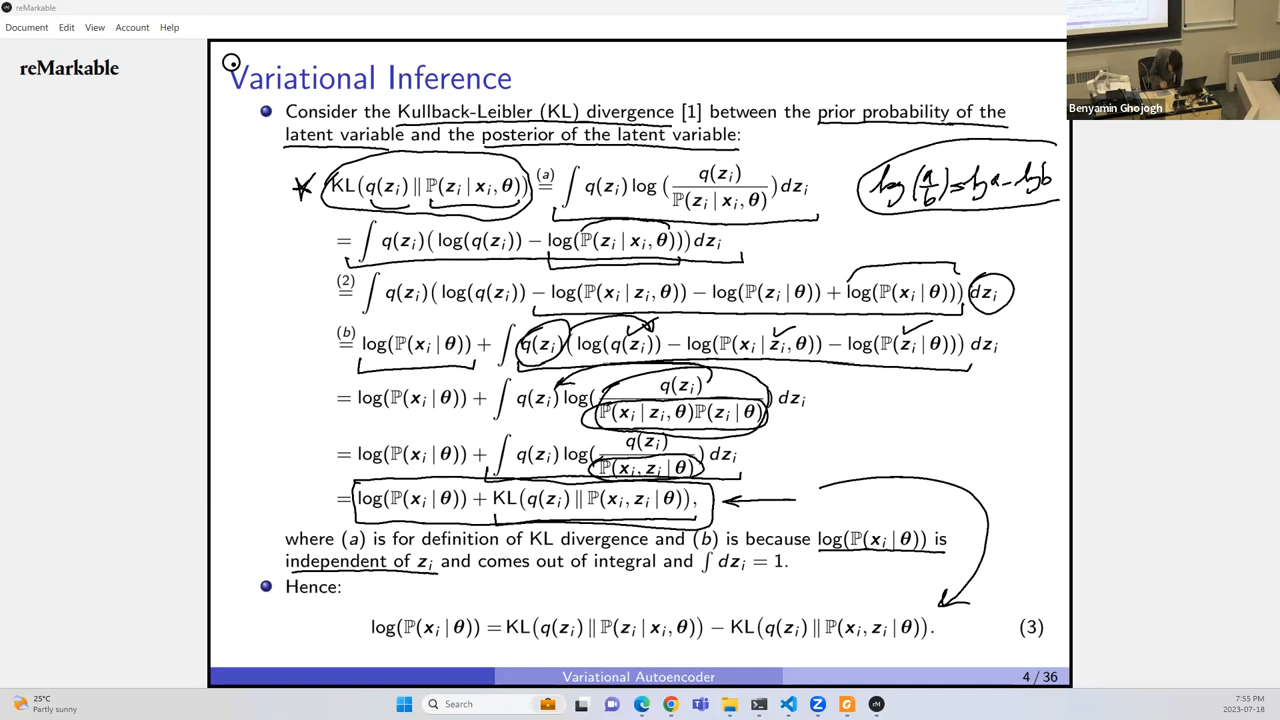 reMarkable
Document Edit View Account Help
reMarkable
Benyamin Ghojogh
Variational Inference
Consider the Kullback-Leibler (KL) divergence [1] between the prior probability of the
latent variable and the posterior of the latent variable:
KL(q(z_i) ‖ ℙ(z_i | x_i, θ)) (a)= ∫ q(z_i) log ( q(z_i) / ℙ(z_i | x_i, θ) ) dz_i
log(a/b) = log a - log b
= ∫ q(z_i)( log(q(z_i)) − log(ℙ(z_i | x_i, θ)) ) dz_i
(2)= ∫ q(z_i)( log(q(z_i)) − log(ℙ(x_i | z_i, θ)) − log(ℙ(z_i | θ)) + log(ℙ(x_i | θ)) ) dz_i
(b)= log(ℙ(x_i | θ)) + ∫ q(z_i)( log(q(z_i)) − log(ℙ(x_i | z_i, θ)) − log(ℙ(z_i | θ)) ) dz_i
= log(ℙ(x_i | θ)) + ∫ q(z_i) log( q(z_i) / ℙ(x_i | z_i, θ)ℙ(z_i | θ) ) dz_i
= log(ℙ(x_i | θ)) + ∫ q(z_i) log( q(z_i) / ℙ(x_i, z_i | θ) ) dz_i
= log(ℙ(x_i | θ)) + KL(q(z_i) ‖ ℙ(x_i, z_i | θ)),
where (a) is for definition of KL divergence and (b) is because log(ℙ(x_i | θ)) is
independent of z_i and comes out of integral and ∫ dz_i = 1.
Hence:
log(ℙ(x_i | θ)) = KL(q(z_i) ‖ ℙ(z_i | x_i, θ)) − KL(q(z_i) ‖ ℙ(x_i, z_i | θ)). (3)
Variational Autoencoder 4 / 36
25°C
Partly sunny
Search
7:55 PM
2023-07-18